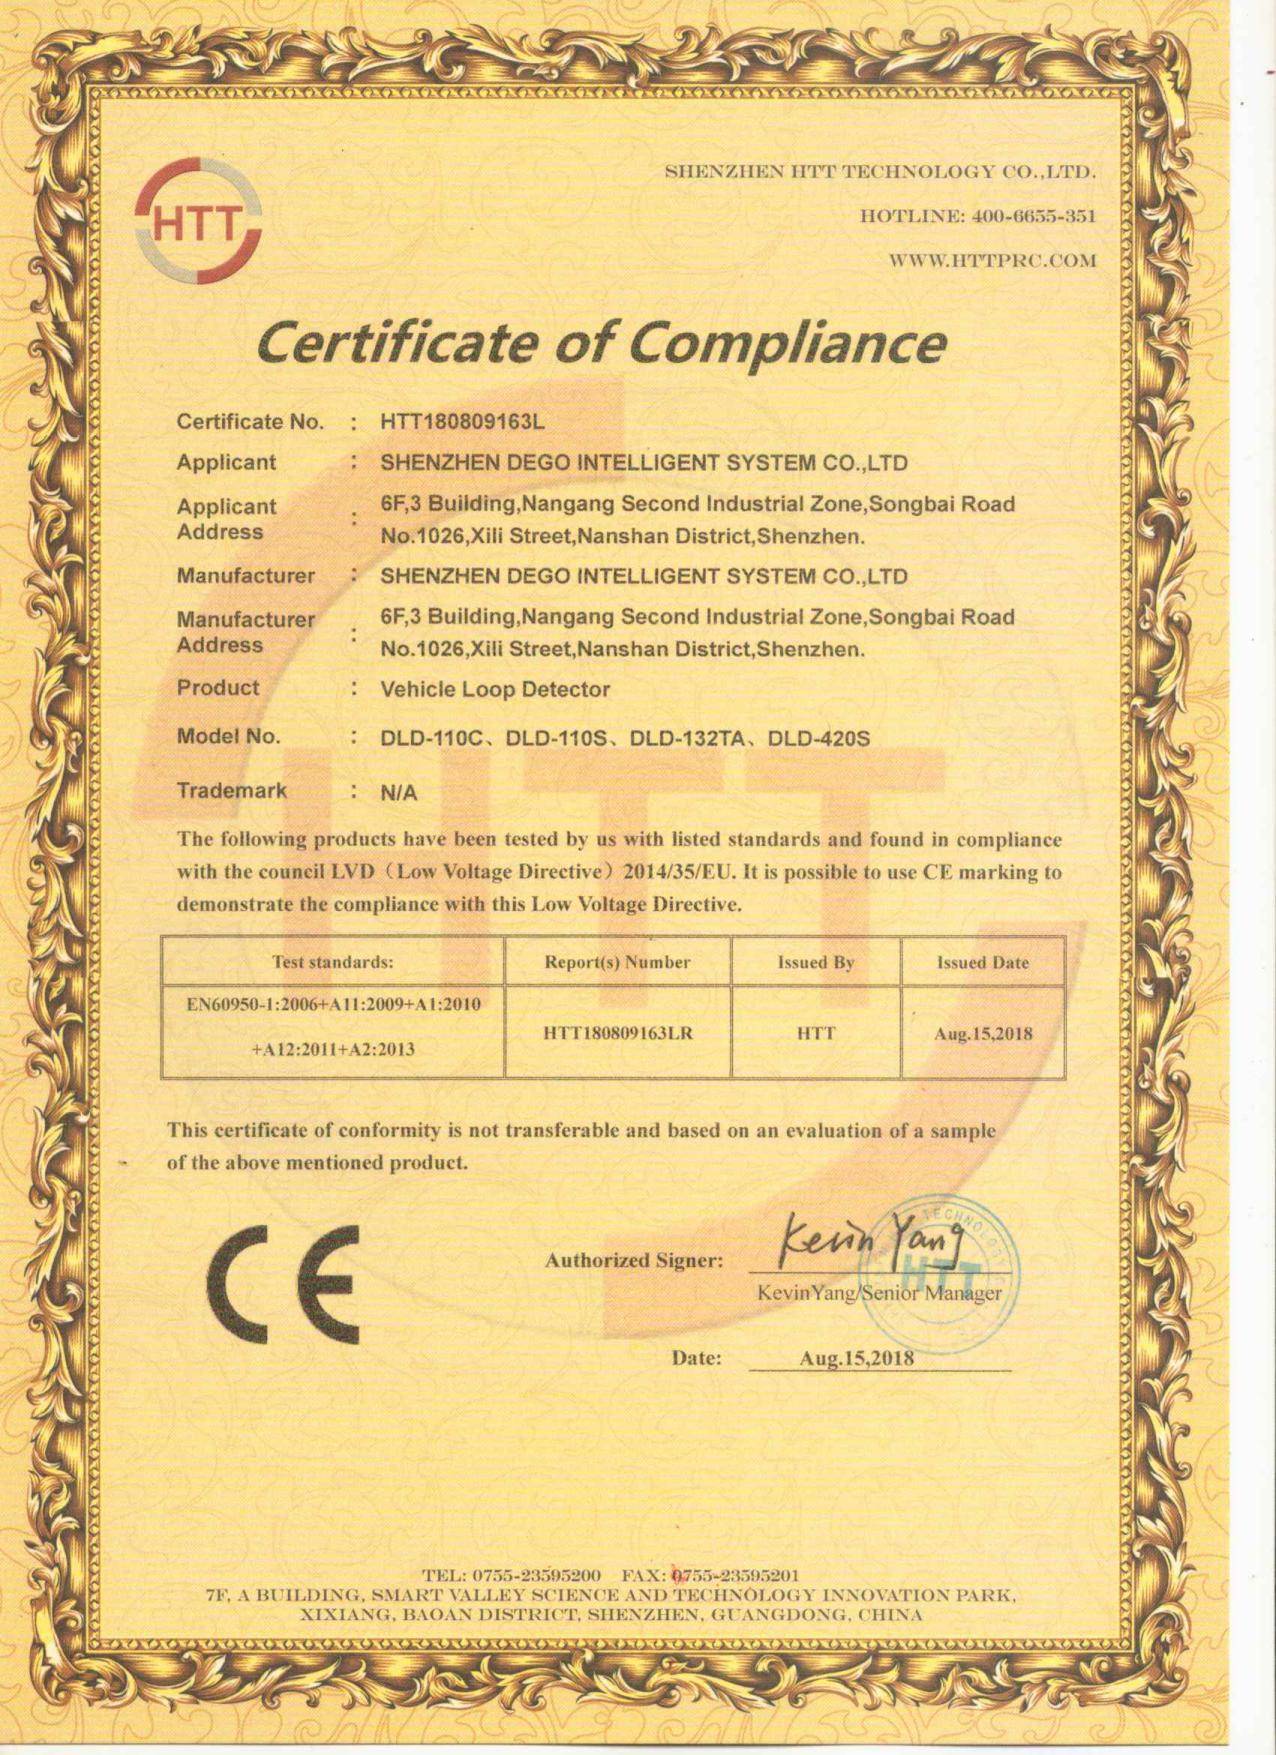 HTT
SHENZHEN HTT TECHNOLOGY CO.,LTD.
HOTLINE: 400-6655-351
WWW.HTTPRC.COM
Certificate of Compliance
Certificate No. : HTT180809163L
Applicant : SHENZHEN DEGO INTELLIGENT SYSTEM CO.,LTD
Applicant Address : 6F,3 Building,Nangang Second Industrial Zone,Songbai Road
No.1026,Xili Street,Nanshan District,Shenzhen.
Manufacturer : SHENZHEN DEGO INTELLIGENT SYSTEM CO.,LTD
Manufacturer Address : 6F,3 Building,Nangang Second Industrial Zone,Songbai Road
No.1026,Xili Street,Nanshan District,Shenzhen.
Product : Vehicle Loop Detector
Model No. : DLD-110C、DLD-110S、DLD-132TA、DLD-420S
Trademark : N/A
The following products have been tested by us with listed standards and found in compliance
with the council LVD（Low Voltage Directive）2014/35/EU. It is possible to use CE marking to
demonstrate the compliance with this Low Voltage Directive.
Test standards: Report(s) Number Issued By Issued Date
EN60950-1:2006+A11:2009+A1:2010
+A12:2011+A2:2013
HTT180809163LR HTT Aug.15,2018
This certificate of conformity is not transferable and based on an evaluation of a sample
of the above mentioned product.
CE
Authorized Signer: Kevin Yang
KevinYang/Senior Manager
TECHNOLOGY
HTT
Date: Aug.15,2018
TEL: 0755-23595200 FAX: 0755-23595201
7F, A BUILDING, SMART VALLEY SCIENCE AND TECHNOLOGY INNOVATION PARK,
XIXIANG, BAOAN DISTRICT, SHENZHEN, GUANGDONG, CHINA